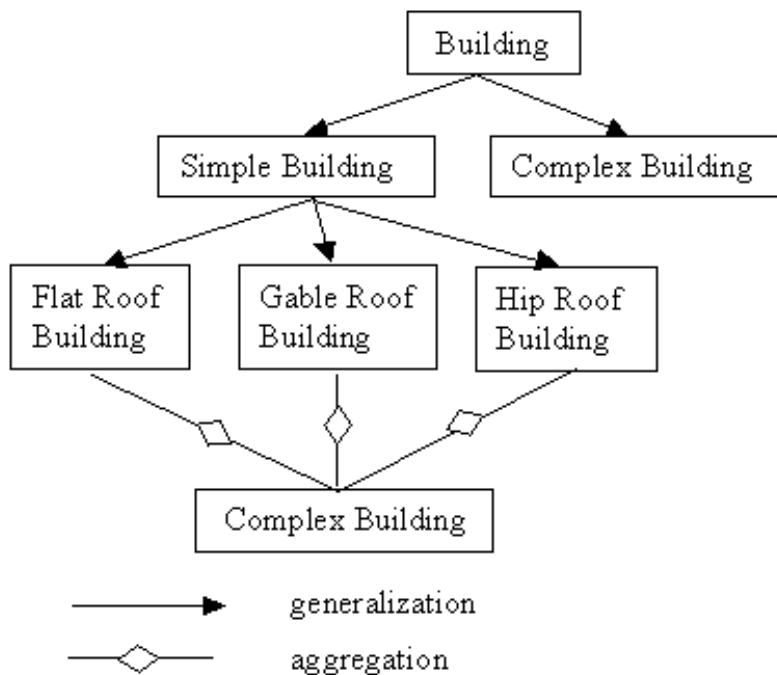 Building
Simple Building
Complex Building
Flat Roof
Building
Gable Roof
Building
Hip Roof
Building
Complex Building
generalization
aggregation